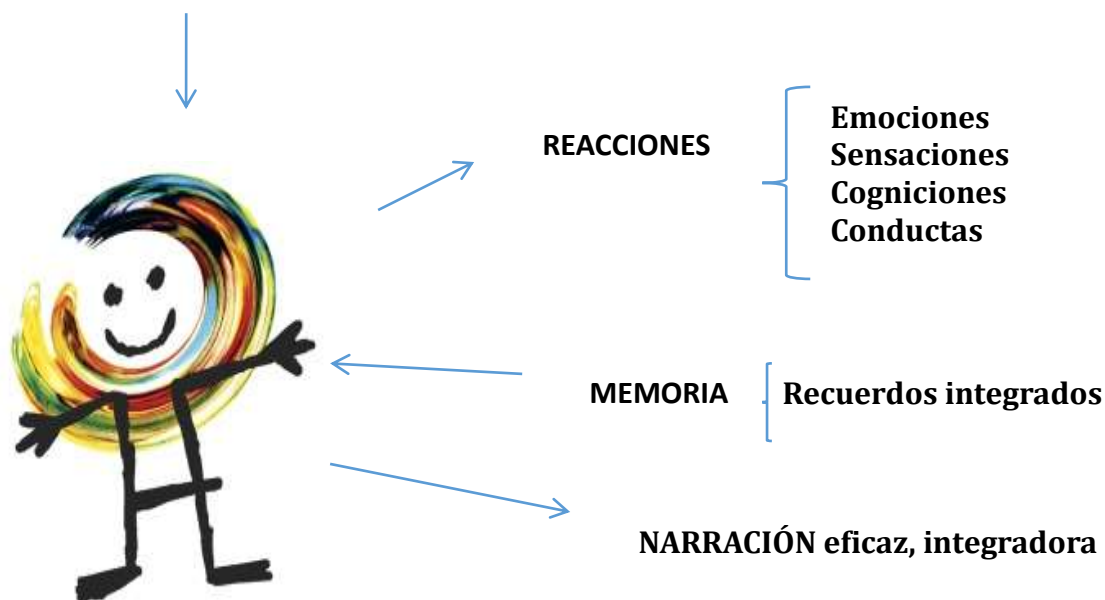 REACCIONES
Emociones
Sensaciones
Cogniciones
Conductas
MEMORIA
Recuerdos integrados
NARRACIÓN eficaz, integradora